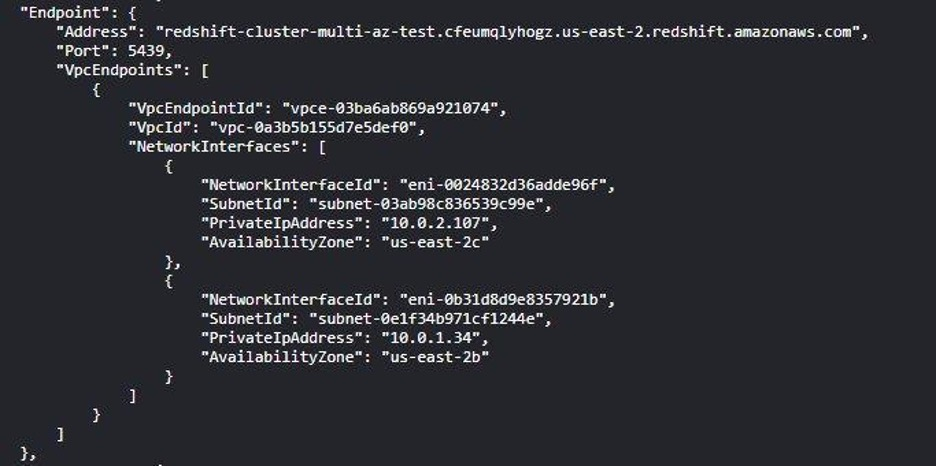 "Endpoint": {
"Address": "redshift-cluster-multi-az-test.cfeumqlyhogz.us-east-2.redshift.amazonaws.com",
"Port": 5439,
"VpcEndpoints": [
{
"VpcEndpointId": "vpce-03ba6ab869a921074",
"VpcId": "vpc-0a3b5b155d7e5def0",
"NetworkInterfaces": [
{
"NetworkInterfaceId": "eni-0024832d36adde96f",
"SubnetId": "subnet-03ab98c836539c99e",
"PrivateIpAddress": "10.0.2.107",
"AvailabilityZone": "us-east-2c"
},
{
"NetworkInterfaceId": "eni-0b31d8d9e8357921b",
"SubnetId": "subnet-0e1f34b971cf1244e",
"PrivateIpAddress": "10.0.1.34",
"AvailabilityZone": "us-east-2b"
}
]
}
]
},